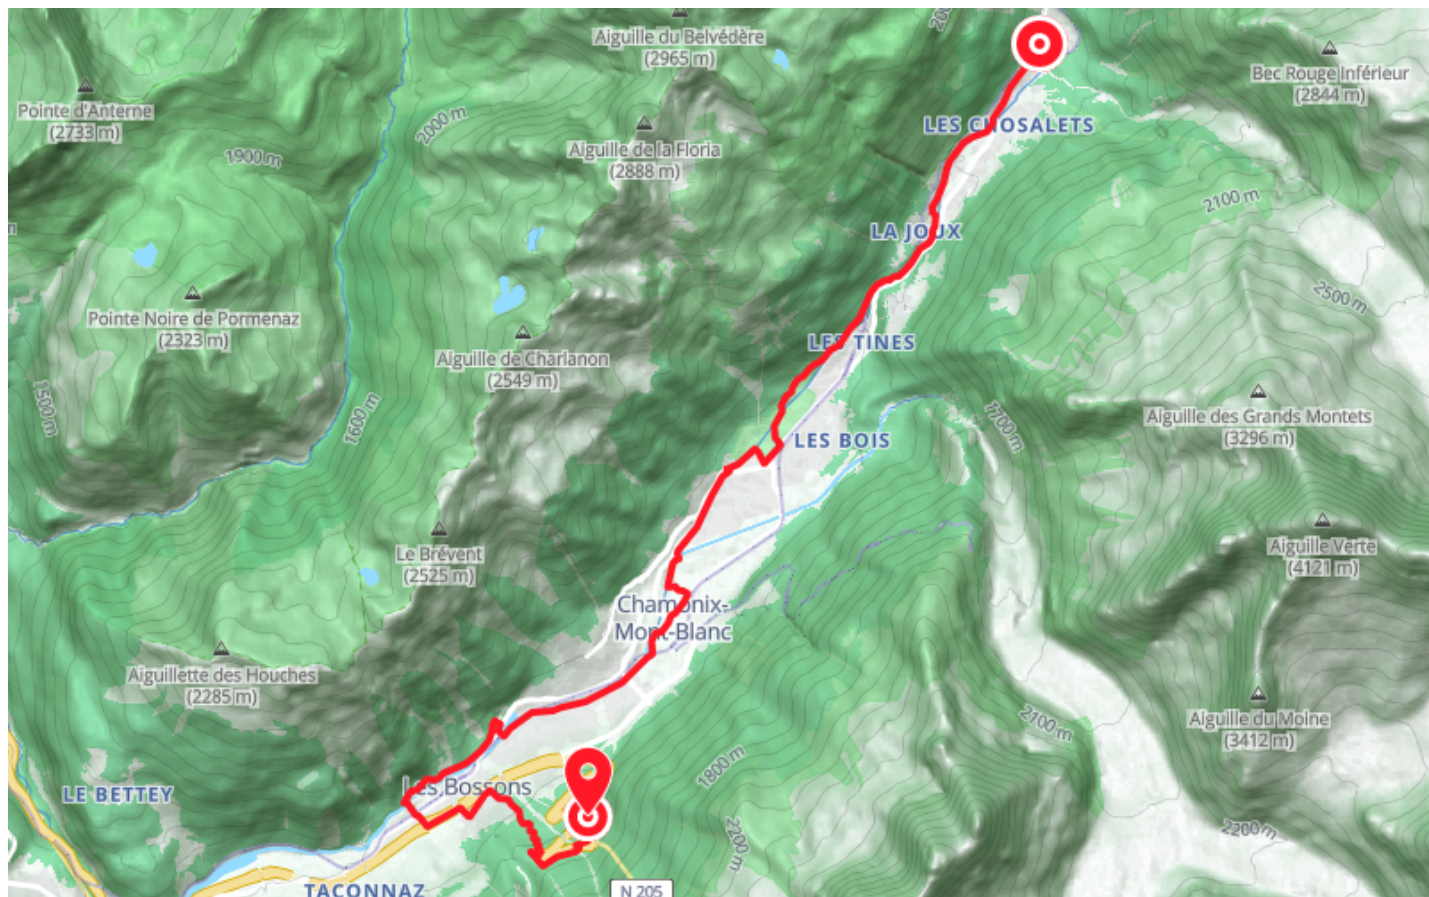 Aiguille du Belvédère
(2965 m)
Bec Rouge Inférieur
(2844 m)
Pointe d'Anterne
(2733 m)
2000 m
LES CHOSALETS
Aiguille de la Floria
(2888 m)
1900 m
2100 m
LA JOUX
2500 m
Pointe Noire de Pormenaz
(2323 m)
LES TINES
Aiguille de Charlanon
(2549 m)
1500 m
1600 m
1700 m
Aiguille des Grands Montets
(3296 m)
LES BOIS
Le Brévent
(2525 m)
Aiguille Verte
(4121 m)
Chamonix-
Mont-Blanc
Aiguillette des Houches
(2285 m)
2100 m
Aiguille du Moine
(3412 m)
1800 m
Les Bossons
LE BETTEY
2200 m
2200 m
TACONNAZ
N 205